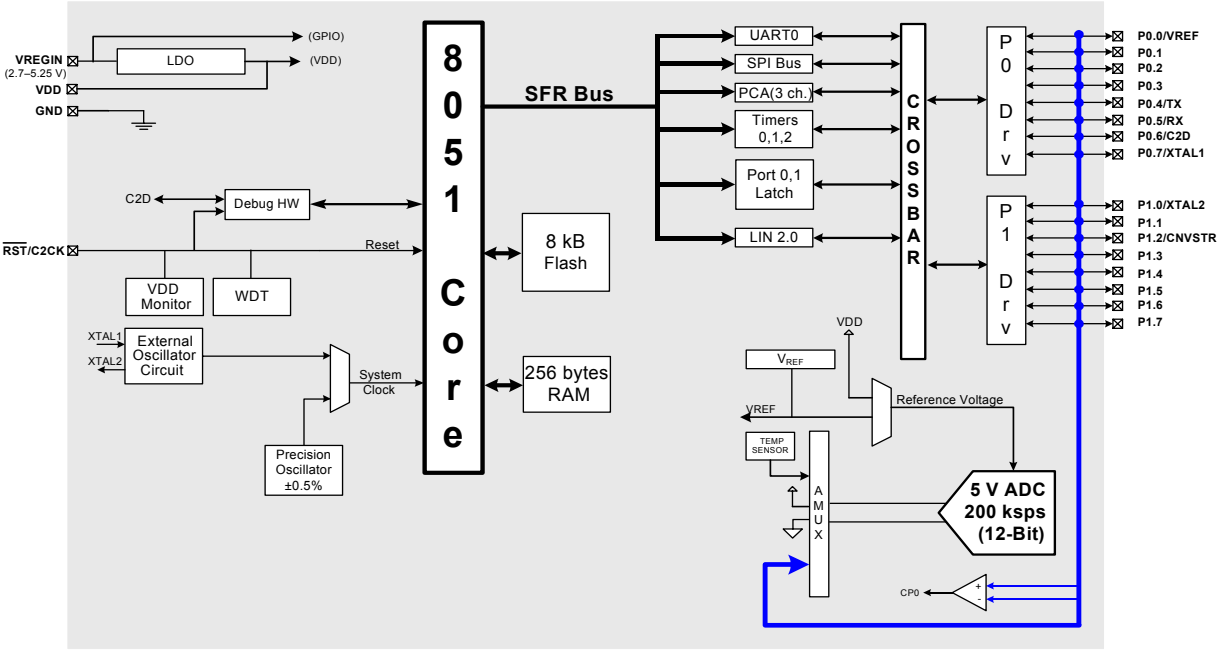 VREGIN
(2.7–5.25 V)
VDD
GND
LDO
(GPIO)
(VDD)
C2D
Debug HW
RST/C2CK
Reset
VDD
Monitor
WDT
XTAL1
XTAL2
External
Oscillator
Circuit
System
Clock
Precision
Oscillator
±0.5%
8
0
5
1
C
o
r
e
8 kB
Flash
256 bytes
RAM
SFR Bus
UART0
SPI Bus
PCA(3 ch.)
Timers
0,1,2
Port 0,1
Latch
LIN 2.0
C
R
O
S
S
B
A
R
P
0
D
r
v
P
1
D
r
v
P0.0/VREF
P0.1
P0.2
P0.3
P0.4/TX
P0.5/RX
P0.6/C2D
P0.7/XTAL1
P1.0/XTAL2
P1.1
P1.2/CNVSTR
P1.3
P1.4
P1.5
P1.6
P1.7
VDD
VREF
VREF
Reference Voltage
TEMP
SENSOR
A
M
U
X
5 V ADC
200 ksps
(12-Bit)
CP0
+
-